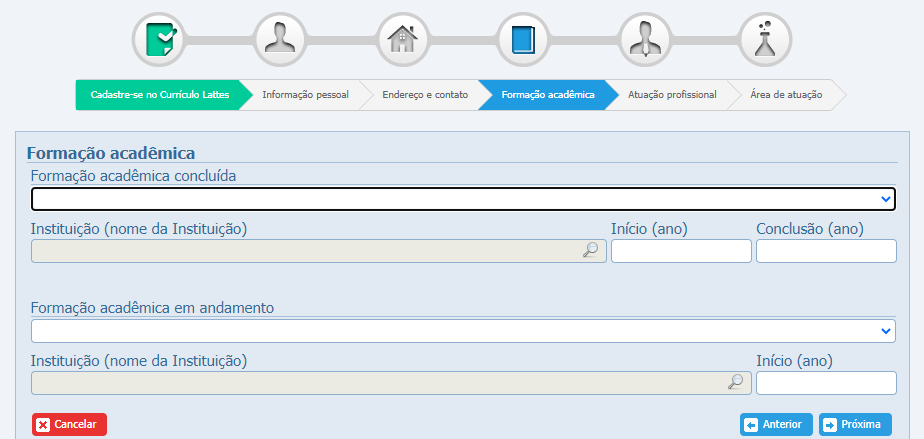 Cadastre-se no Currículo Lattes
Informação pessoal
Endereço e contato
Formação acadêmica
Atuação profissional
Área de atuação
Formação acadêmica
Formação acadêmica concluída
Instituição (nome da Instituição) Início (ano) Conclusão (ano)
Formação acadêmica em andamento
Instituição (nome da Instituição) Início (ano)
Cancelar Anterior Próxima